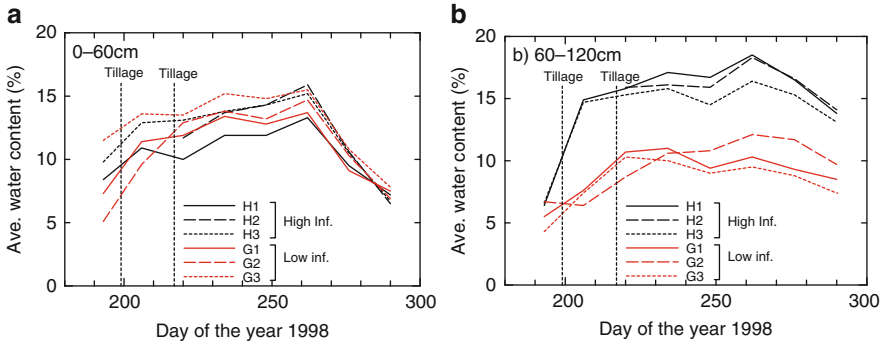 a
0–60cm
Tillage
Tillage
Ave. water content (%)
20
15
10
5
0
H1
H2
H3
High Inf.
G1
G2
G3
Low inf.
200
250
300
Day of the year 1998
b
b) 60–120cm
Tillage
Tillage
Ave. water content (%)
20
15
10
5
0
H1
H2
H3
High Inf.
G1
G2
G3
Low inf.
200
250
300
Day of the year 1998